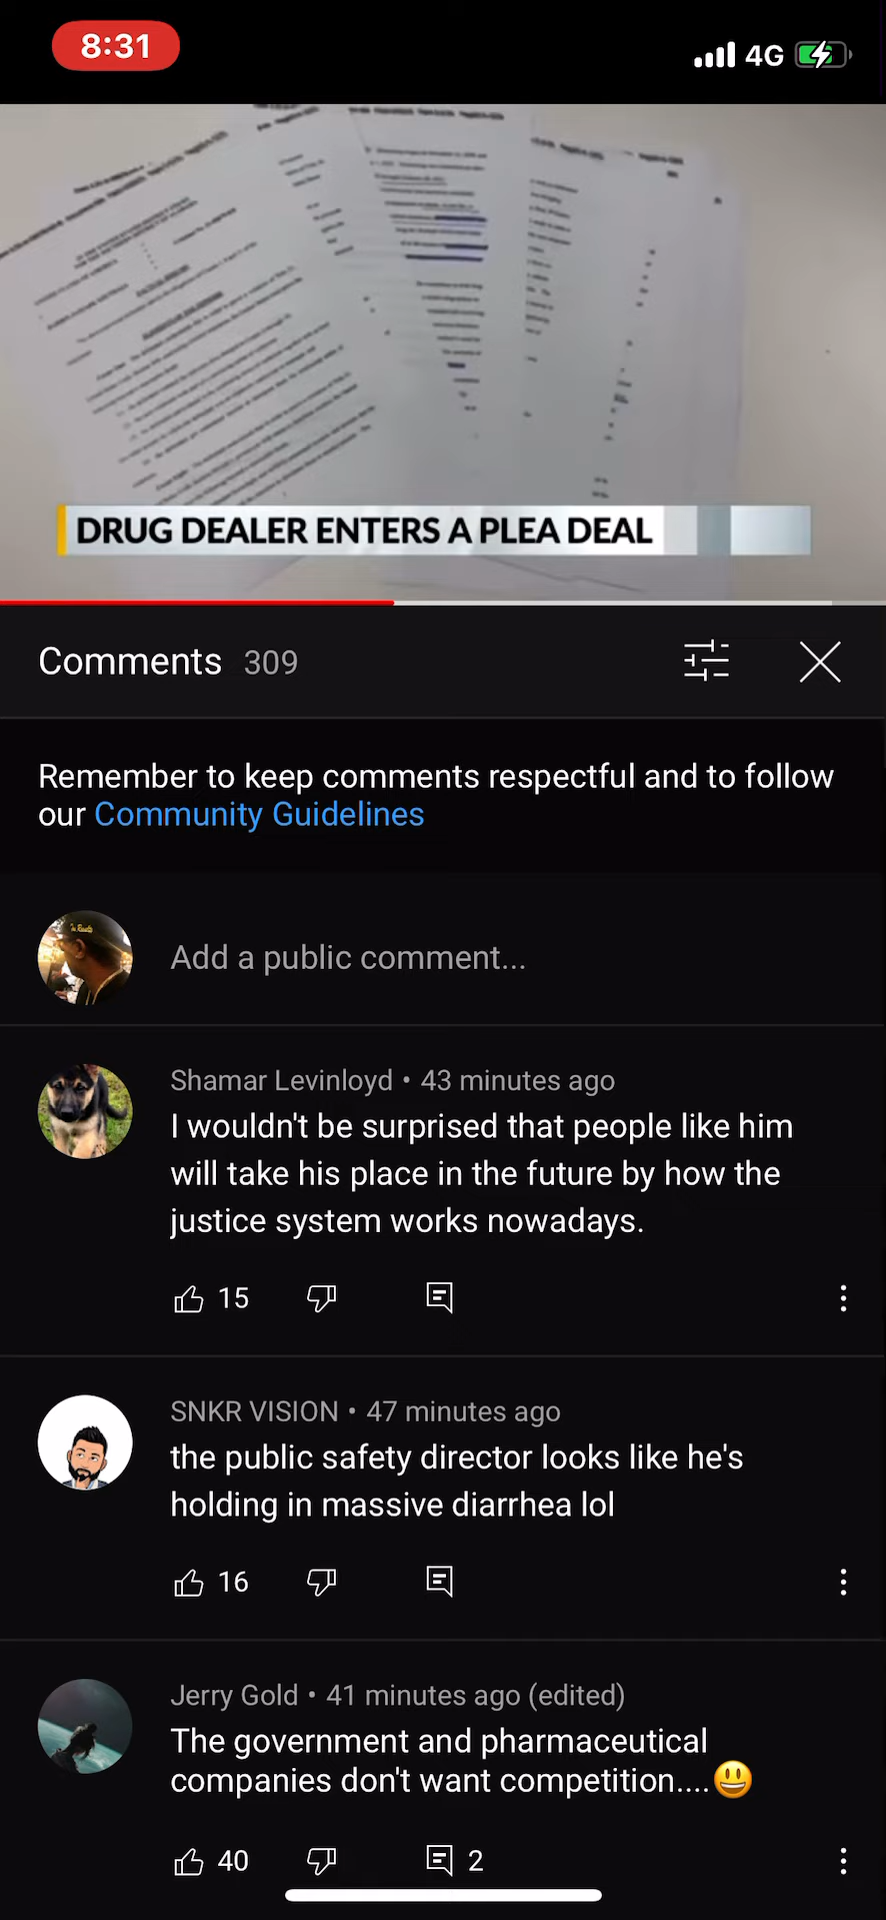 8:31
4G
DRUG DEALER ENTERS A PLEA DEAL
Comments 309
Remember to keep comments respectful and to follow
our Community Guidelines
Add a public comment...
Shamar Levinloyd • 43 minutes ago
I wouldn't be surprised that people like him
will take his place in the future by how the
justice system works nowadays.
15
SNKR VISION • 47 minutes ago
the public safety director looks like he's
holding in massive diarrhea lol
16
Jerry Gold • 41 minutes ago (edited)
The government and pharmaceutical
companies don't want competition....😃
40 2